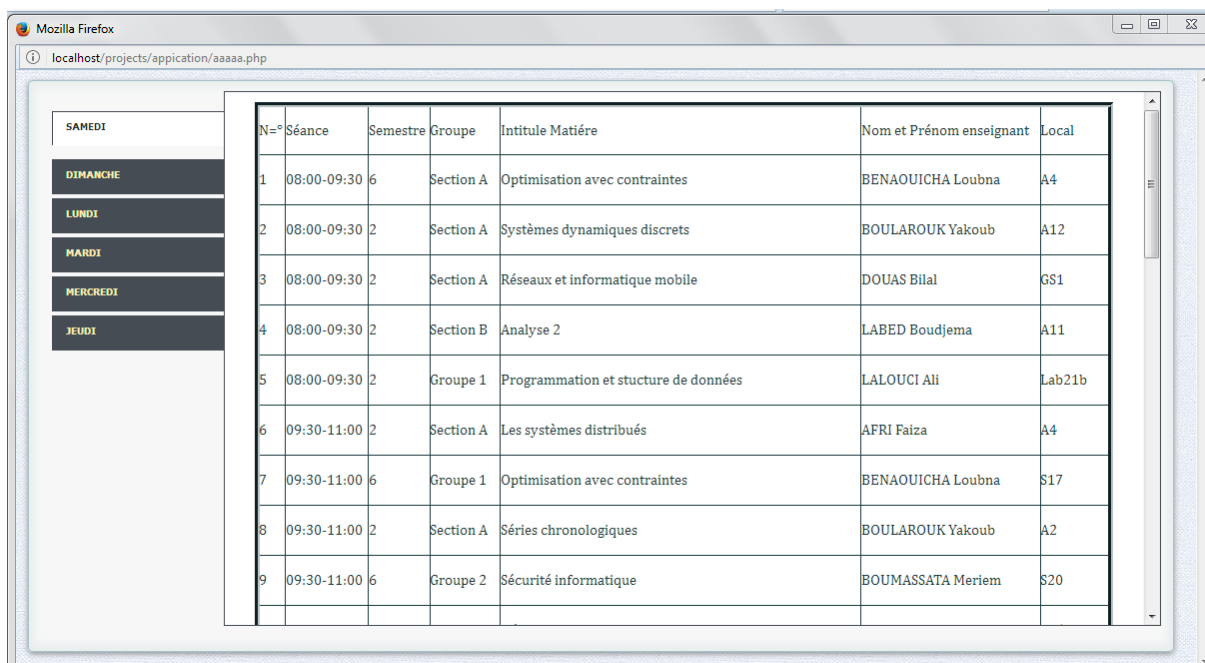 Mozilla Firefox
localhost/projects/appication/aaaaa.php
SAMEDI
DIMANCHE
LUNDI
MARDI
MERCREDI
JEUDI
N=° Séance Semestre Groupe Intitule Matiére Nom et Prénom enseignant Local
1 08:00-09:30 6 Section A Optimisation avec contraintes BENAOUICHA Loubna A4
2 08:00-09:30 2 Section A Systèmes dynamiques discrets BOULAROUK Yakoub A12
3 08:00-09:30 2 Section A Réseaux et informatique mobile DOUAS Bilal GS1
4 08:00-09:30 2 Section B Analyse 2 LABED Boudjema A11
5 08:00-09:30 2 Groupe 1 Programmation et stucture de données LALOUCI Ali Lab21b
6 09:30-11:00 2 Section A Les systèmes distribués AFRI Faiza A4
7 09:30-11:00 6 Groupe 1 Optimisation avec contraintes BENAOUICHA Loubna S17
8 09:30-11:00 2 Section A Séries chronologiques BOULAROUK Yakoub A2
9 09:30-11:00 6 Groupe 2 Sécurité informatique BOUMASSATA Meriem S20